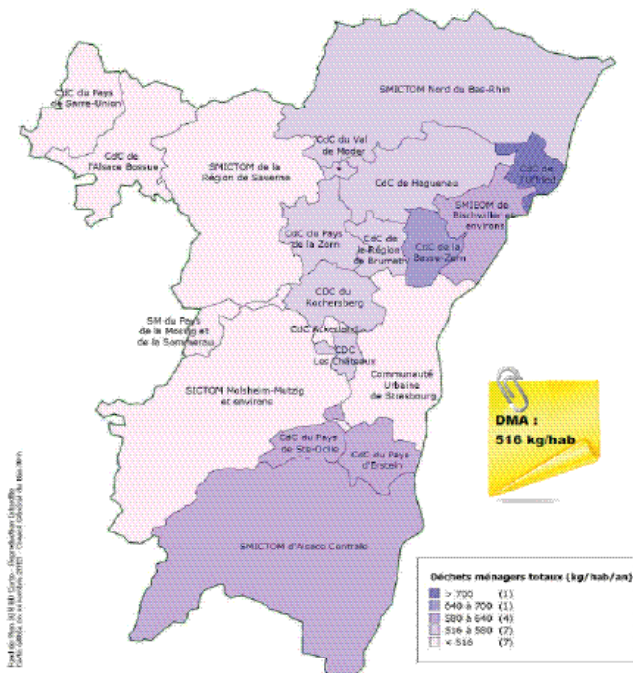 SMICTOM Nord du Bas-Rhin
CdC du Pays
de Sarre-Union
CdC du Val
de Moder
CdC de
l'Alsace Bossue
SMICTOM de la
Région de Saverne
CdC de Haguenau
CdC de
l'Uffried
SMIEOM de
Bischwiller et
environs
CdC du Pays
de la Zorn
CdC de
la Région
de Brumath
CdC de la
Basse-Zorn
CDC du
Kochersberg
SM du Pays
de la Mossig et
de la Sommerau
CdC Ackerland
CDC
Les Châteaux
Communauté
Urbaine
de Strasbourg
SICTOM Molsheim-Mutzig
et environs
DMA :
516 kg/hab
CdC du Pays
de Ste-Odile
CdC du Pays
d'Erstein
SMICTOM d'Alsace Centrale
Déchets ménagers totaux (kg/hab/an)
> 700 (1)
640 à 700 (1)
580 à 640 (4)
516 à 580 (7)
< 516 (7)